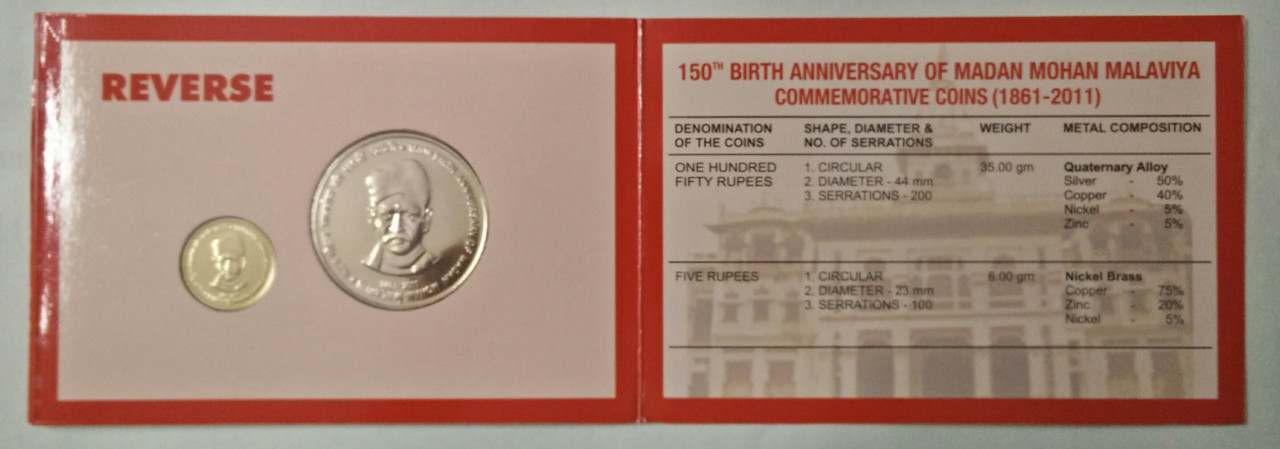 REVERSE
150TH BIRTH ANNIVERSARY OF MADAN MOHAN MALAVIYA
COMMEMORATIVE COINS (1861-2011)
DENOMINATION OF THE COINS
SHAPE, DIAMETER & NO. OF SERRATIONS
WEIGHT
METAL COMPOSITION
ONE HUNDRED FIFTY RUPEES
1. CIRCULAR
2. DIAMETER - 44 mm
3. SERRATIONS - 200
35.00 gm
Quaternary Alloy
Silver - 50%
Copper - 40%
Nickel - 5%
Zinc - 5%
FIVE RUPEES
1. CIRCULAR
2. DIAMETER - 23 mm
3. SERRATIONS - 100
6.00 gm
Nickel Brass
Copper - 75%
Zinc - 20%
Nickel - 5%